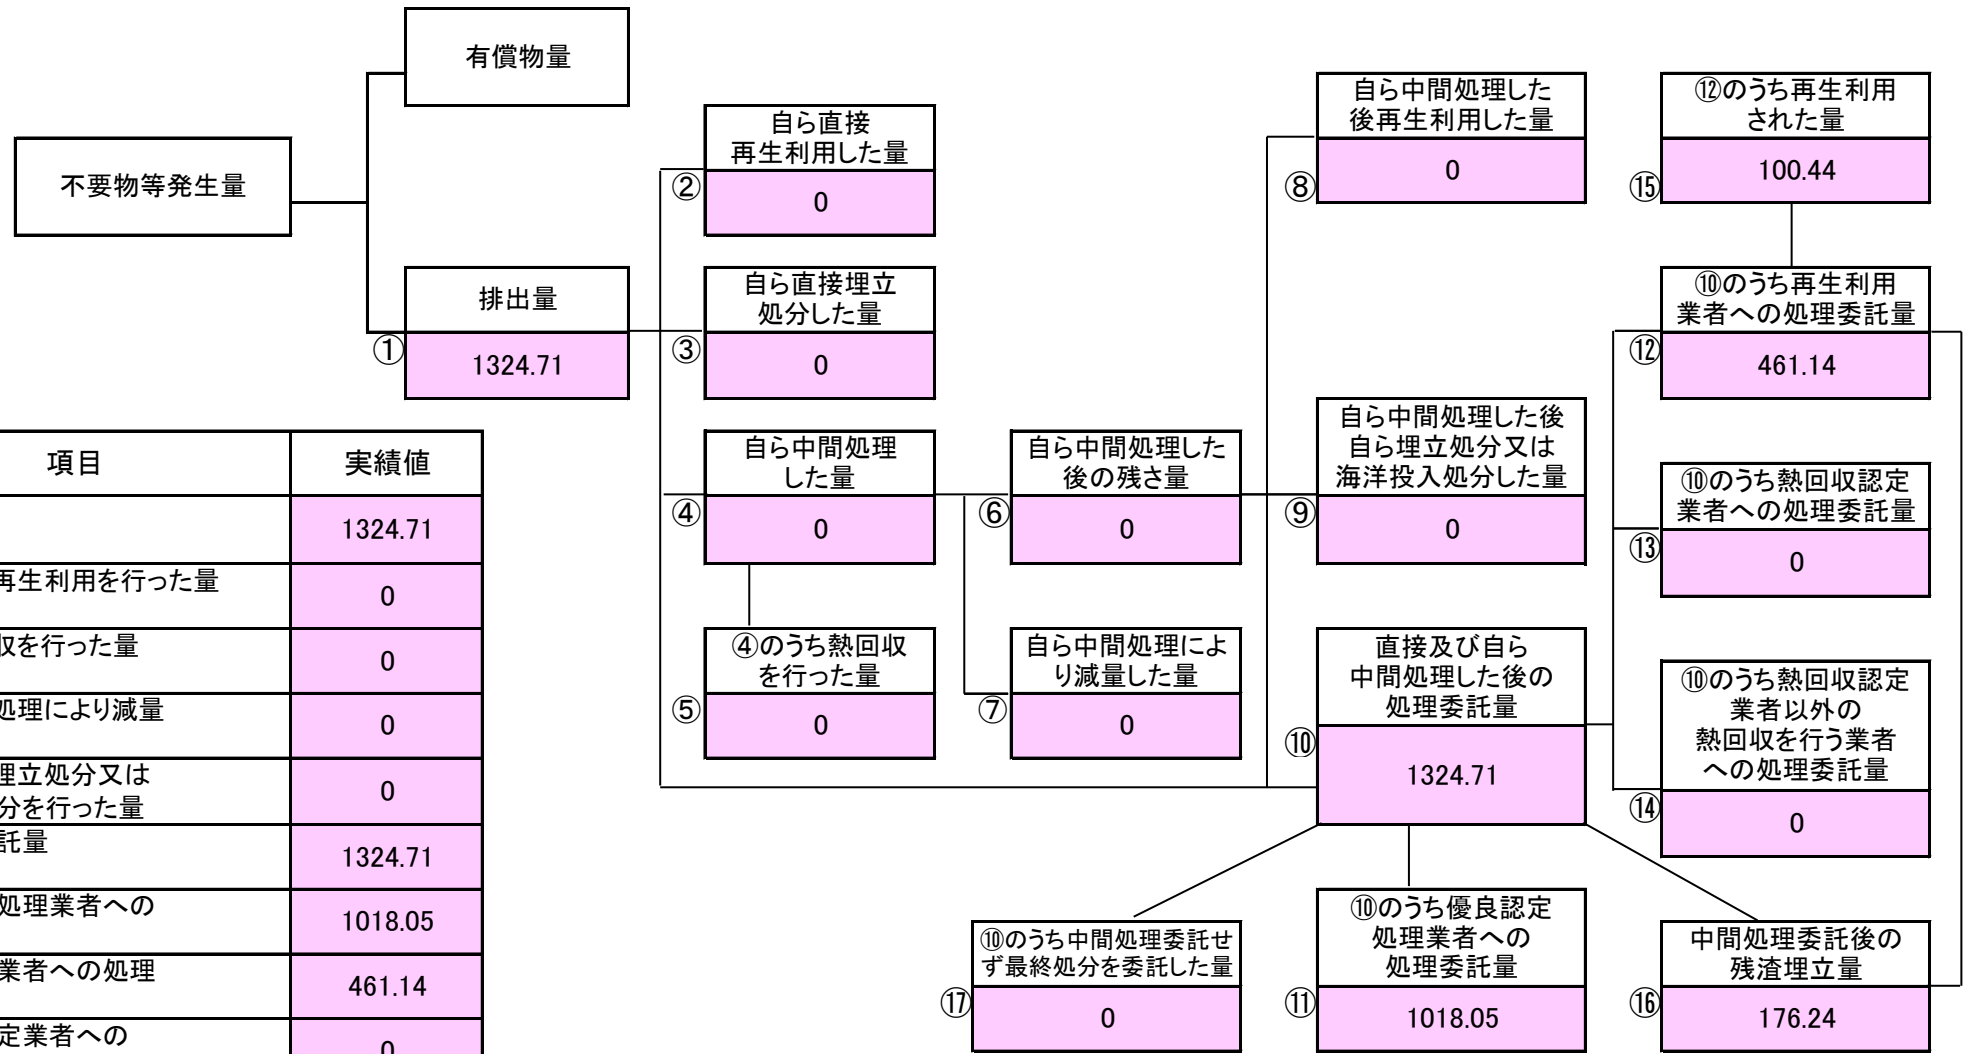 有償物量
不要物等発生量
排出量
①
1324.71
自ら直接
再生利用した量
②
0
自ら直接埋立
処分した量
③
0
自ら中間処理
した量
④
0
④のうち熱回収
を行った量
⑤
0
自ら中間処理した
後の残さ量
⑥
0
自ら中間処理によ
り減量した量
⑦
0
自ら中間処理した
後再生利用した量
⑧
0
自ら中間処理した後
自ら埋立処分又は
海洋投入処分した量
⑨
0
直接及び自ら
中間処理した後の
処理委託量
⑩
1324.71
⑫のうち再生利用
された量
⑮
100.44
⑩のうち再生利用
業者への処理委託量
⑫
461.14
⑩のうち熱回収認定
業者への処理委託量
⑬
0
⑩のうち熱回収認定
業者以外の
熱回収を行う業者
への処理委託量
⑭
0
⑩のうち中間処理委託せ
ず最終処分を委託した量
⑰
0
⑩のうち優良認定
処理業者への
処理委託量
⑪
1018.05
中間処理委託後の
残渣埋立量
⑯
176.24
項目 実績値
1324.71
再生利用を行った量 0
収を行った量 0
処理により減量 0
埋立処分又は
分を行った量 0
託量 1324.71
処理業者への 1018.05
業者への処理 461.14
定業者への 0